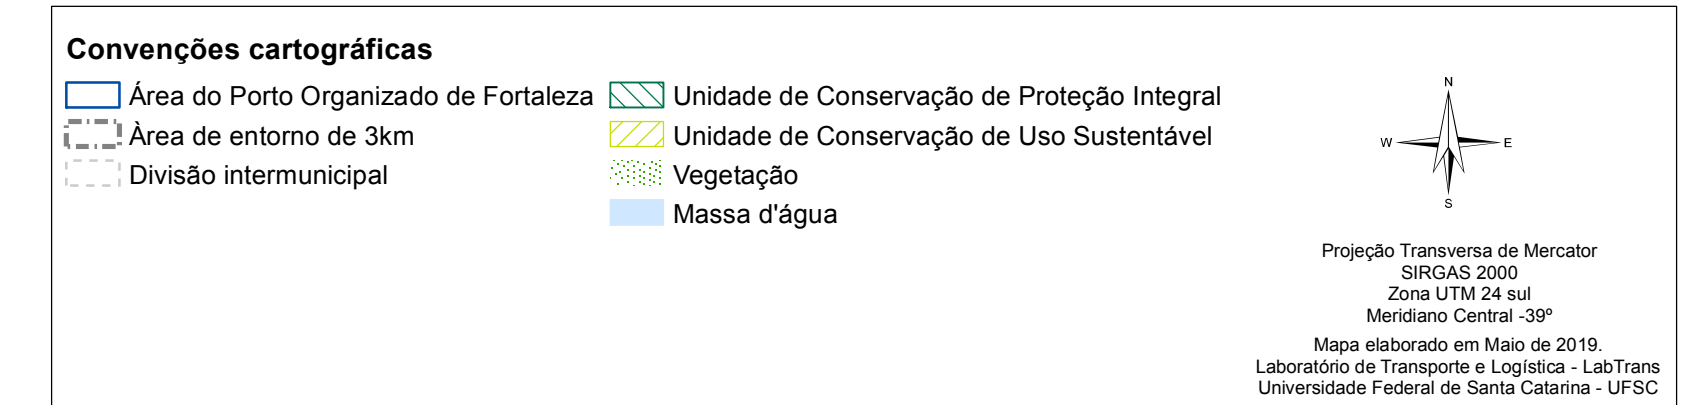 Convenções cartográficas
Área do Porto Organizado de Fortaleza
Àrea de entorno de 3km
Divisão intermunicipal
Unidade de Conservação de Proteção Integral
Unidade de Conservação de Uso Sustentável
Vegetação
Massa d'água
N
W
E
S
Projeção Transversa de Mercator
SIRGAS 2000
Zona UTM 24 sul
Meridiano Central -39º
Mapa elaborado em Maio de 2019.
Laboratório de Transporte e Logística - LabTrans
Universidade Federal de Santa Catarina - UFSC